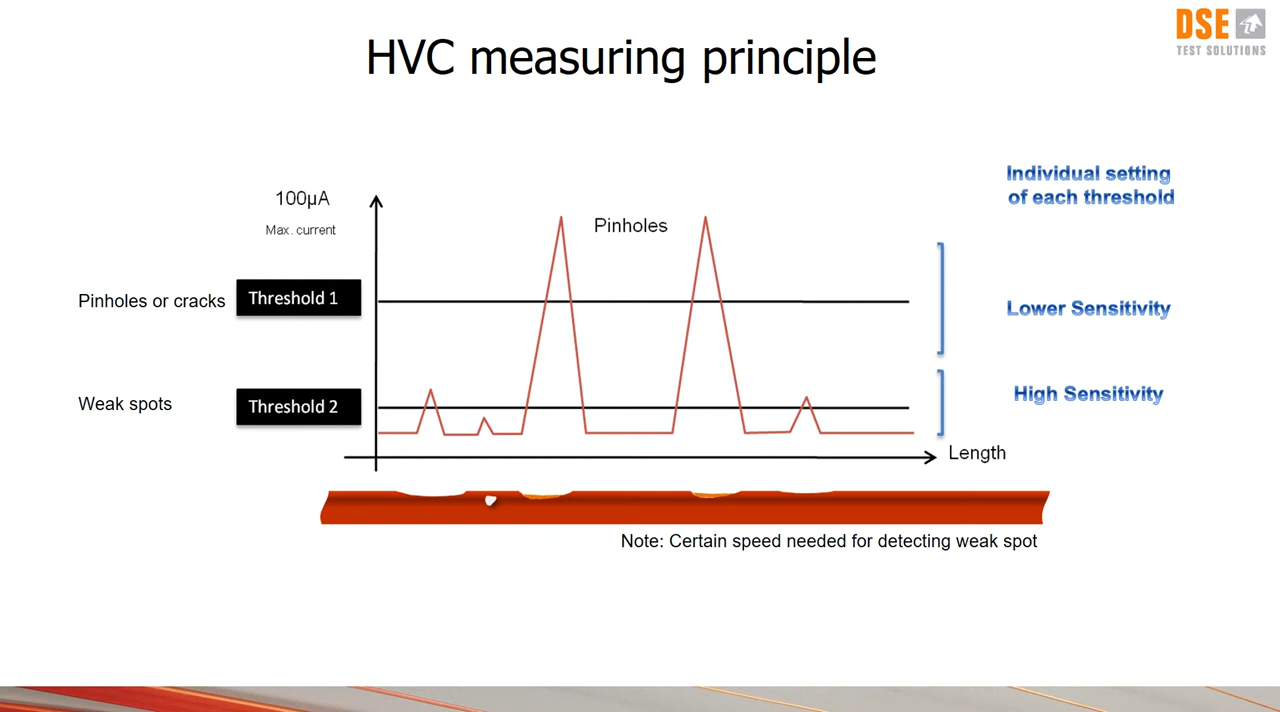 DSE
TEST SOLUTIONS
HVC measuring principle
Individual setting
of each threshold
100µA
Max. current
Pinholes
Pinholes or cracks
Threshold 1
Lower Sensitivity
Weak spots
Threshold 2
High Sensitivity
Length
Note: Certain speed needed for detecting weak spot